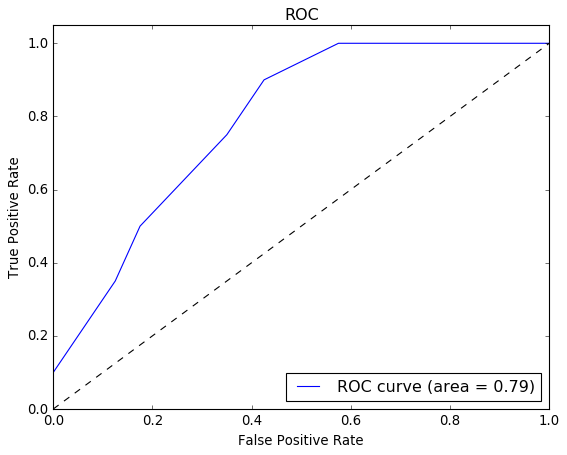 ROC
1.0
0.8
0.6
0.4
0.2
0.0
True Positive Rate
0.0 0.2 0.4 0.6 0.8 1.0
False Positive Rate
ROC curve (area = 0.79)